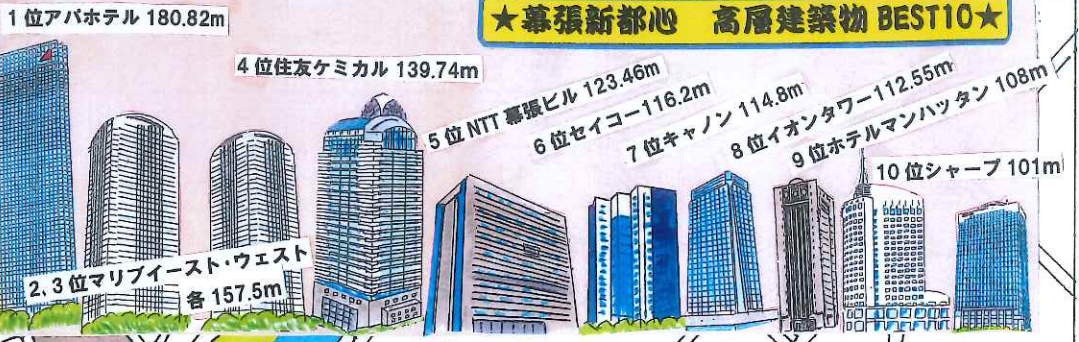 ★幕張新都心　高層建築物 BEST10★
1位アパホテル 180.82m
2,3位マリブイースト・ウェスト
各 157.5m
4位住友ケミカル 139.74m
5位 NTT 幕張ビル 123.46m
6位セイコー116.2m
7位キャノン 114.8m
8位イオンタワー112.55m
9位ホテルマンハッタン 108m
10位シャープ 101m